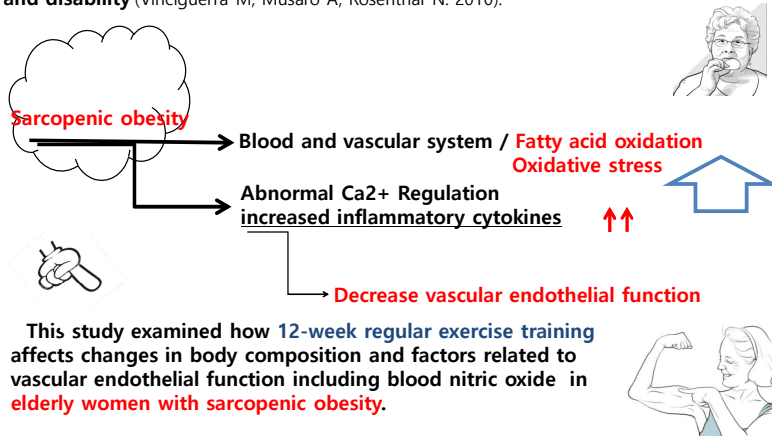 and disability (Vinciguerra M, Musaro A, Rosenthal N. 2010).
Sarcopenic obesity
Blood and vascular system / Fatty acid oxidation
Oxidative stress
Abnormal Ca2+ Regulation
increased inflammatory cytokines
Decrease vascular endothelial function
This study examined how 12-week regular exercise training
affects changes in body composition and factors related to
vascular endothelial function including blood nitric oxide in
elderly women with sarcopenic obesity.